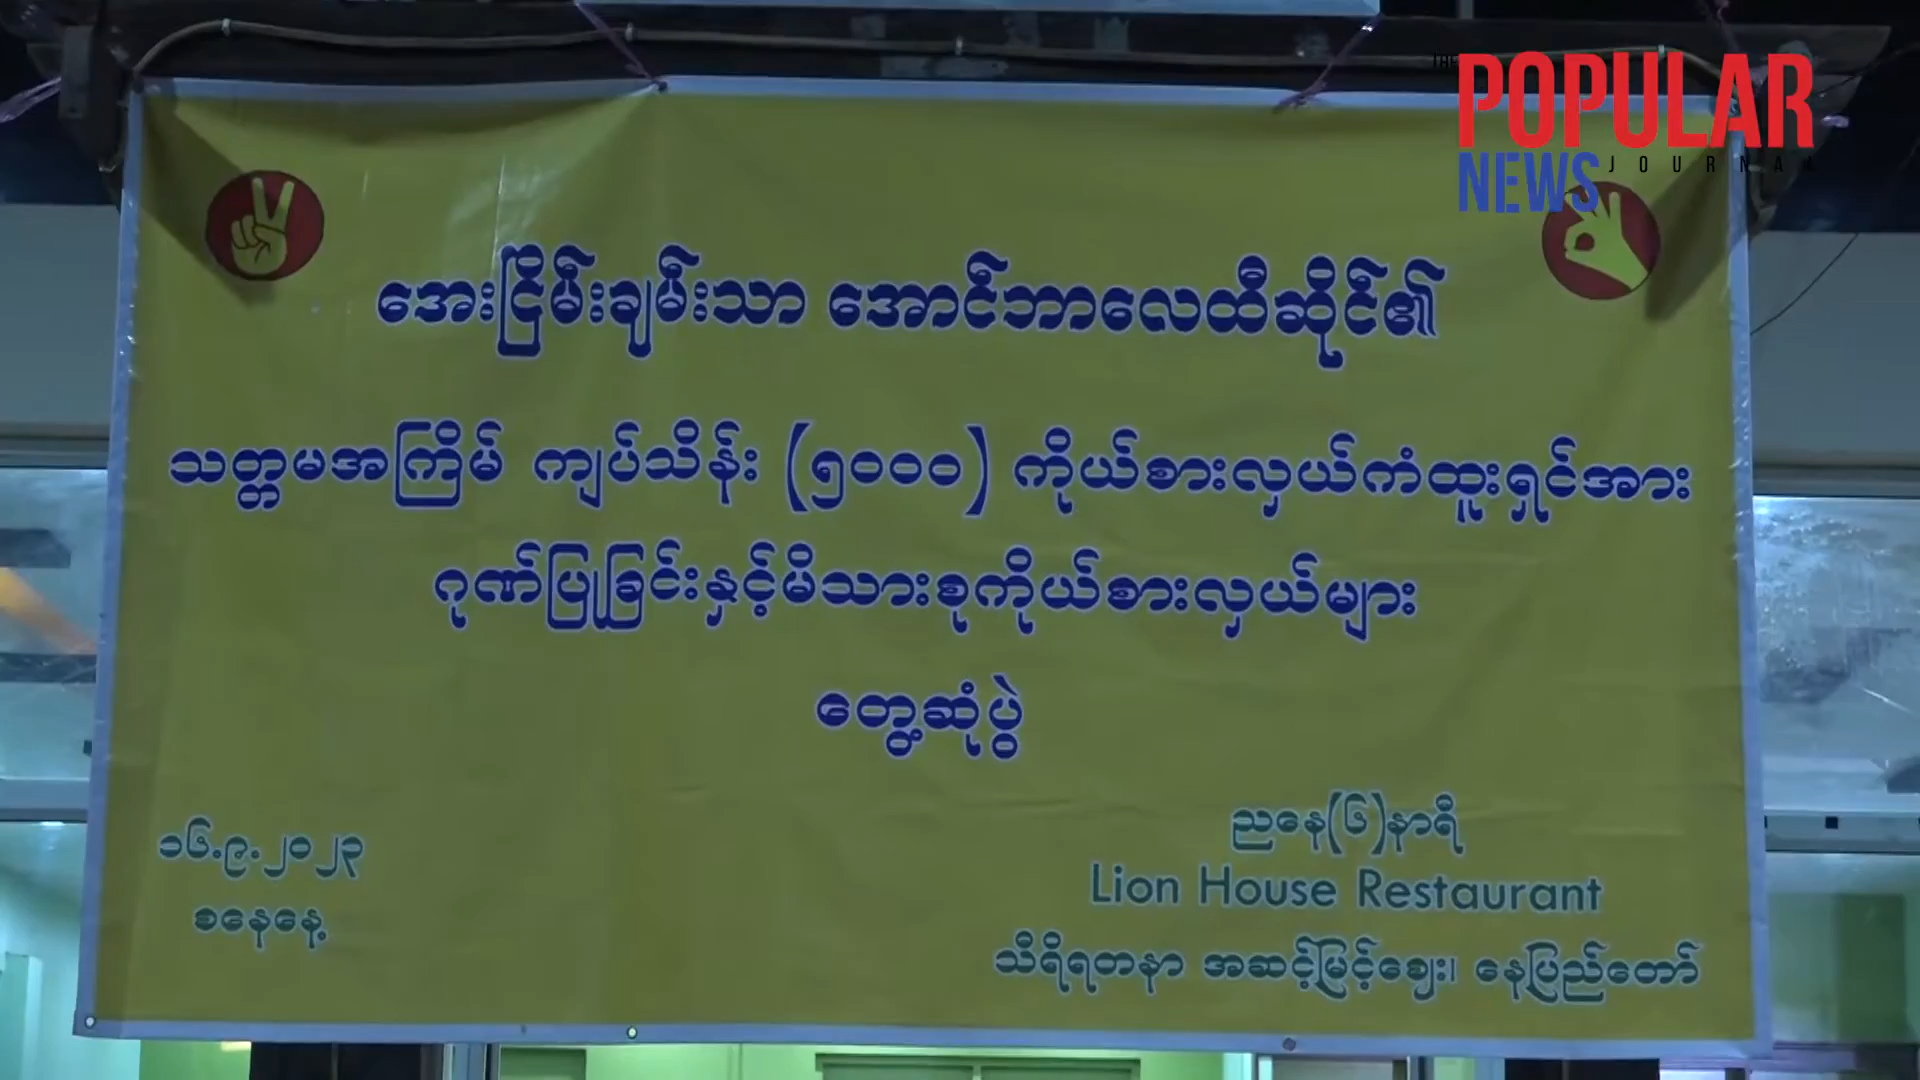 THE
POPULAR
NEWS JOURNAL
အေးငြိမ်းချမ်းသာ အောင်ဘာလေထီဆိုင်၏
သတ္တမအကြိမ် ကျပ်သိန်း (၅၀၀၀) ကိုယ်စားလှယ်ကံထူးရှင်အား
ဂုဏ်ပြုခြင်းနှင့်မိသားစုကိုယ်စားလှယ်များ
တွေ့ဆုံပွဲ
၁၆.၉.၂၀၂၃
စနေနေ့
ညနေ(၆)နာရီ
Lion House Restaurant
သီရိရတနာ အဆင့်မြင့်ဈေး၊ နေပြည်တော်